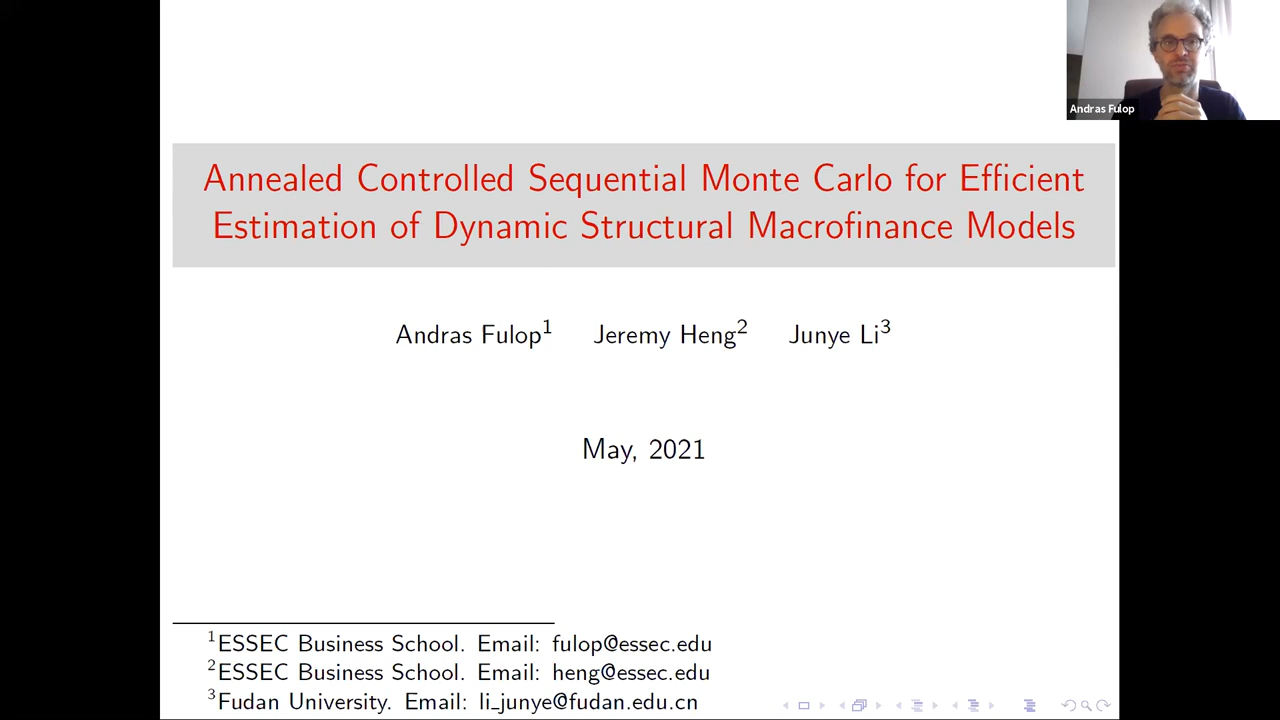 Andras Fulop
Annealed Controlled Sequential Monte Carlo for Efficient
Estimation of Dynamic Structural Macrofinance Models
Andras Fulop¹ Jeremy Heng² Junye Li³
May, 2021
¹ESSEC Business School. Email: fulop@essec.edu
²ESSEC Business School. Email: heng@essec.edu
³Fudan University. Email: li_junye@fudan.edu.cn